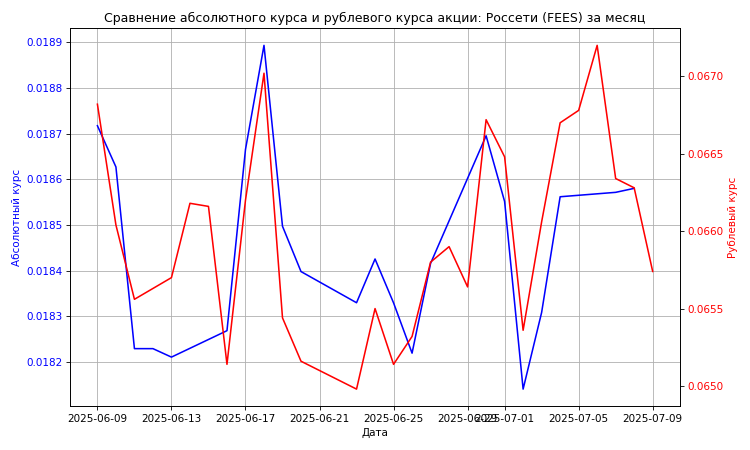 Сравнение абсолютного курса и рублевого курса акции: Россети (FEES) за месяц
Абсолютный курс
0.0189
0.0188
0.0187
0.0186
0.0185
0.0184
0.0183
0.0182
0.0670
0.0665
0.0660
0.0655
0.0650
Рублевый курс
2025-06-09 2025-06-13 2025-06-17 2025-06-21 2025-06-25 2025-06-29 2025-07-01 2025-07-05 2025-07-09
Дата